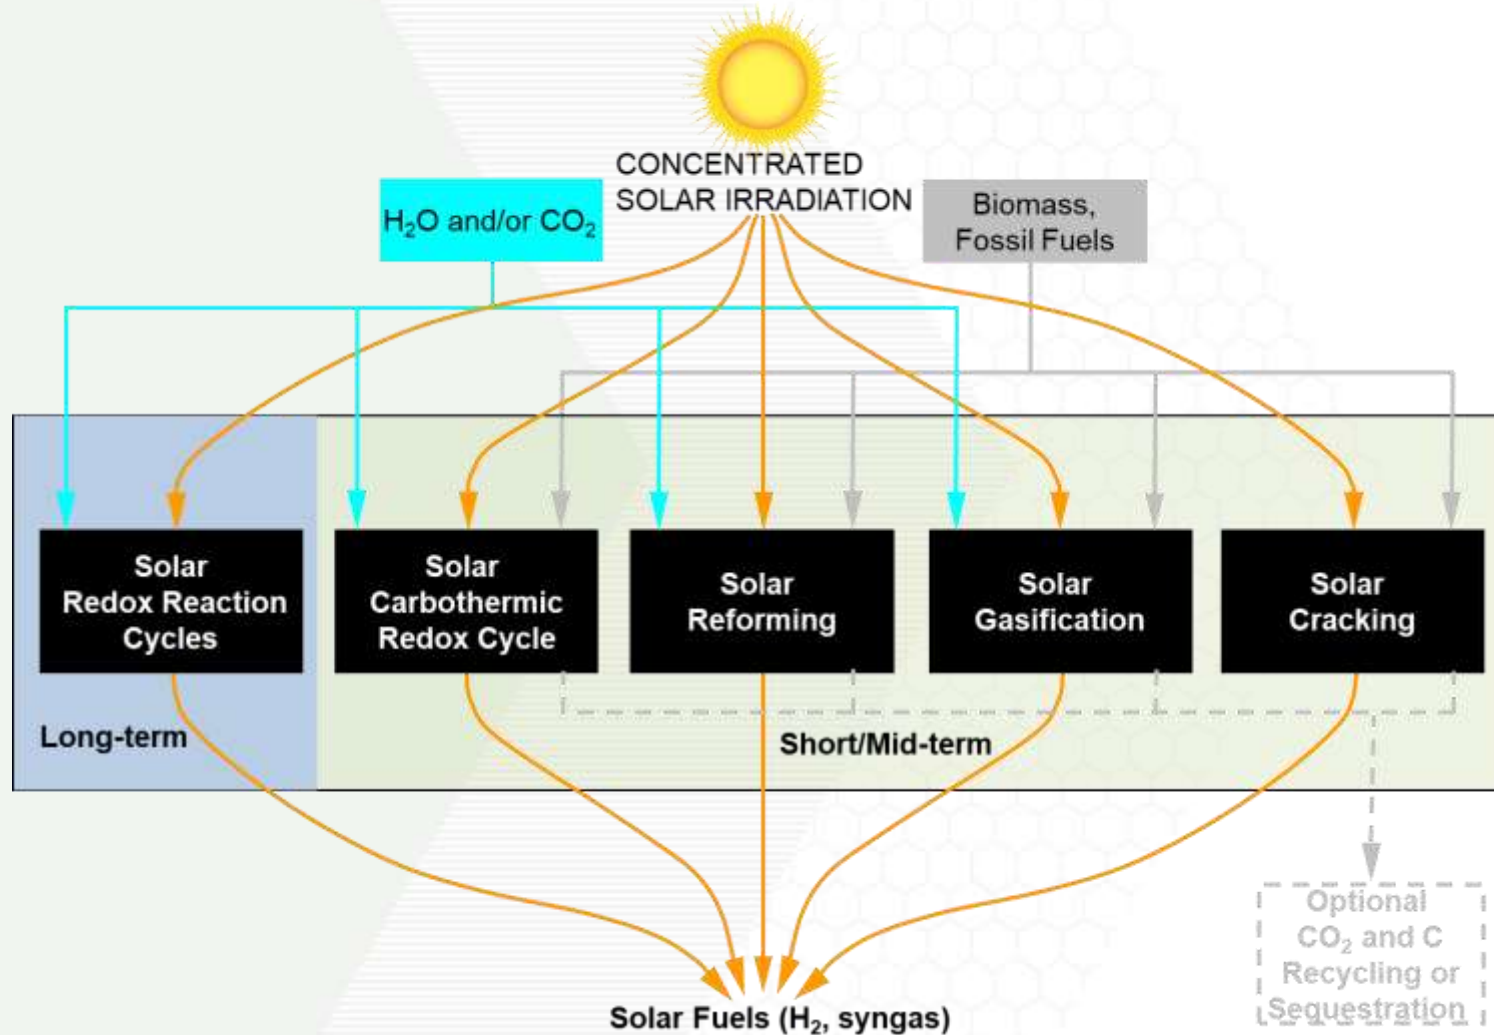 CONCENTRATED
SOLAR IRRADIATION
H₂O and/or CO₂
Biomass,
Fossil Fuels
Solar
Redox Reaction
Cycles
Solar
Carbothermic
Redox Cycle
Solar
Reforming
Solar
Gasification
Solar
Cracking
Long-term
Short/Mid-term
Optional
CO₂ and C
Recycling or
Sequestration
Solar Fuels (H₂, syngas)